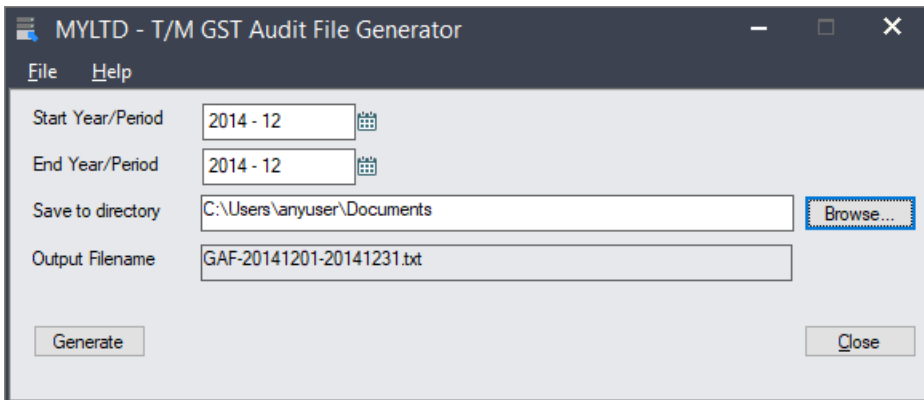 MYLTD - T/M GST Audit File Generator
File Help
Start Year/Period 2014 - 12
End Year/Period 2014 - 12
Save to directory C:\Users\anyuser\Documents Browse...
Output Filename GAF-20141201-20141231.txt
Generate Close